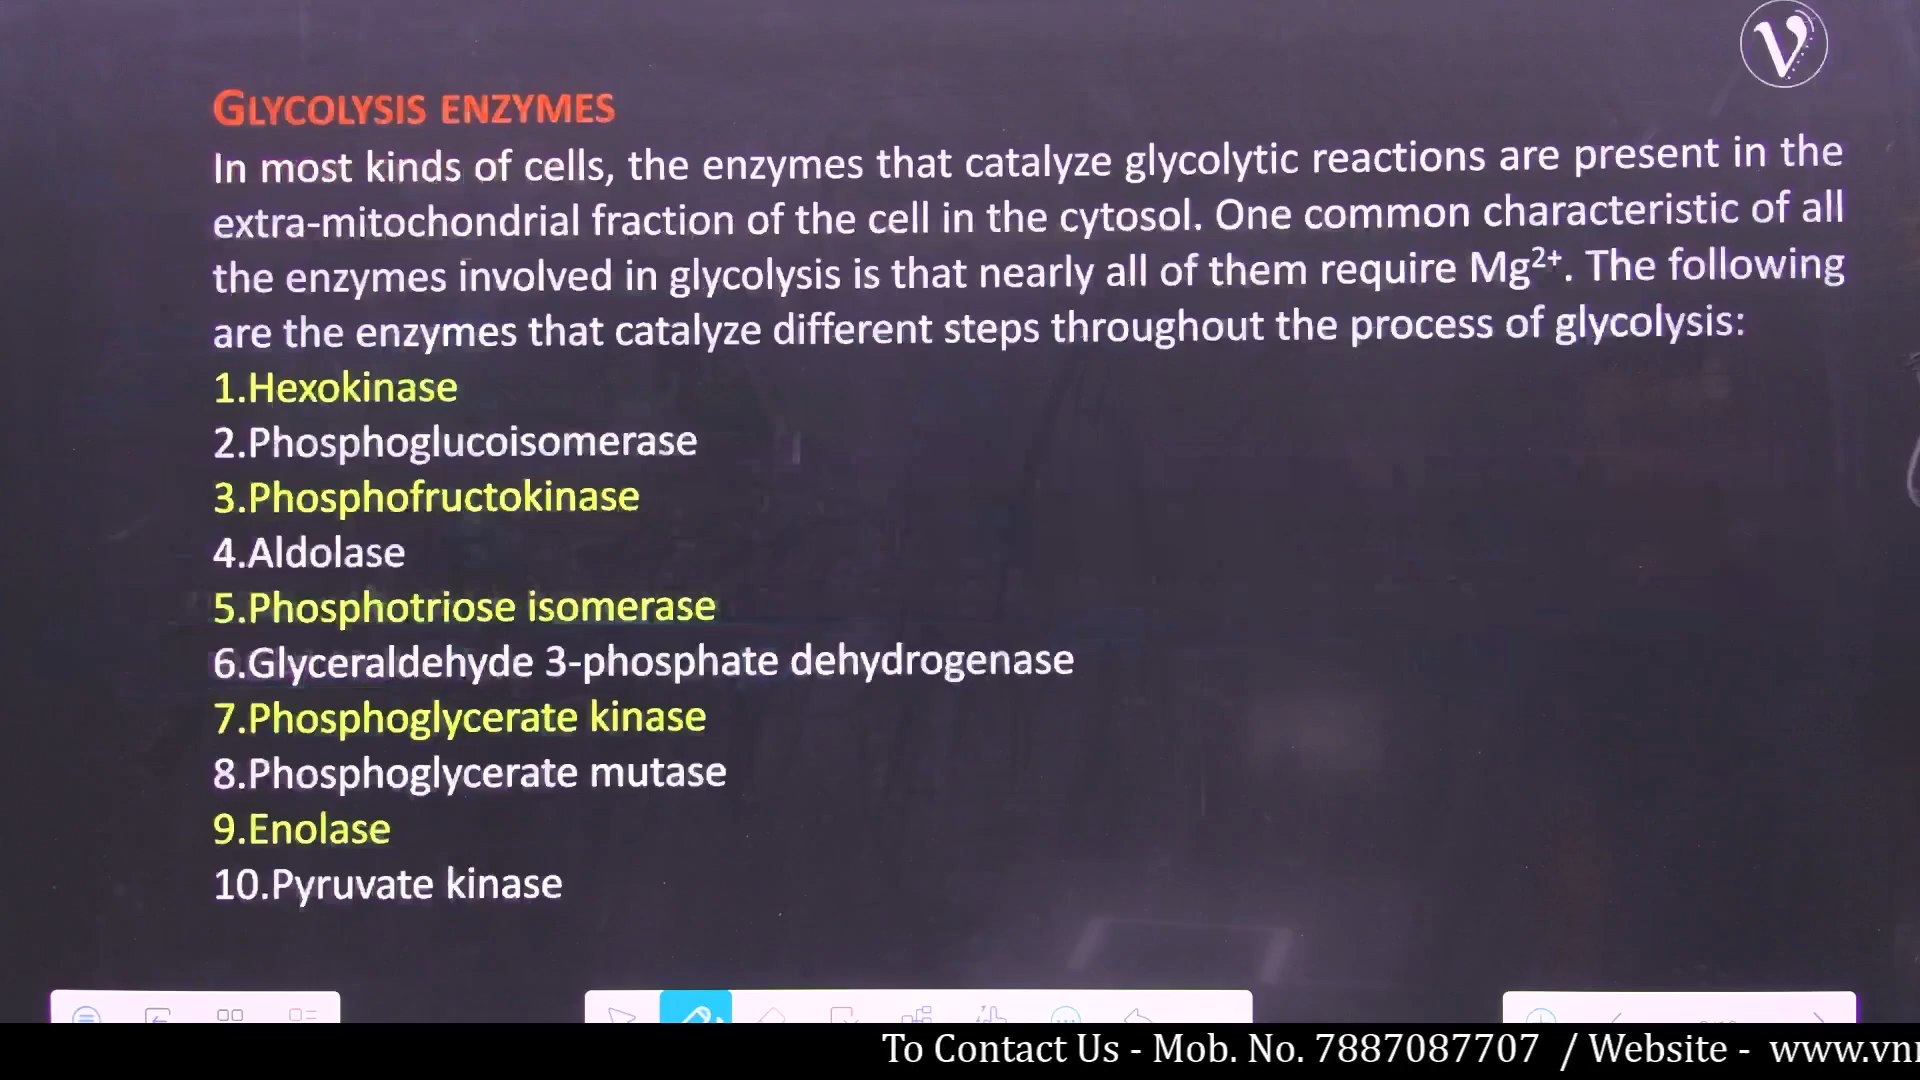 V
GLYCOLYSIS ENZYMES
In most kinds of cells, the enzymes that catalyze glycolytic reactions are present in the
extra-mitochondrial fraction of the cell in the cytosol. One common characteristic of all
the enzymes involved in glycolysis is that nearly all of them require Mg²⁺. The following
are the enzymes that catalyze different steps throughout the process of glycolysis:
1.Hexokinase
2.Phosphoglucoisomerase
3.Phosphofructokinase
4.Aldolase
5.Phosphotriose isomerase
6.Glyceraldehyde 3-phosphate dehydrogenase
7.Phosphoglycerate kinase
8.Phosphoglycerate mutase
9.Enolase
10.Pyruvate kinase
To Contact Us - Mob. No. 7887087707 / Website -